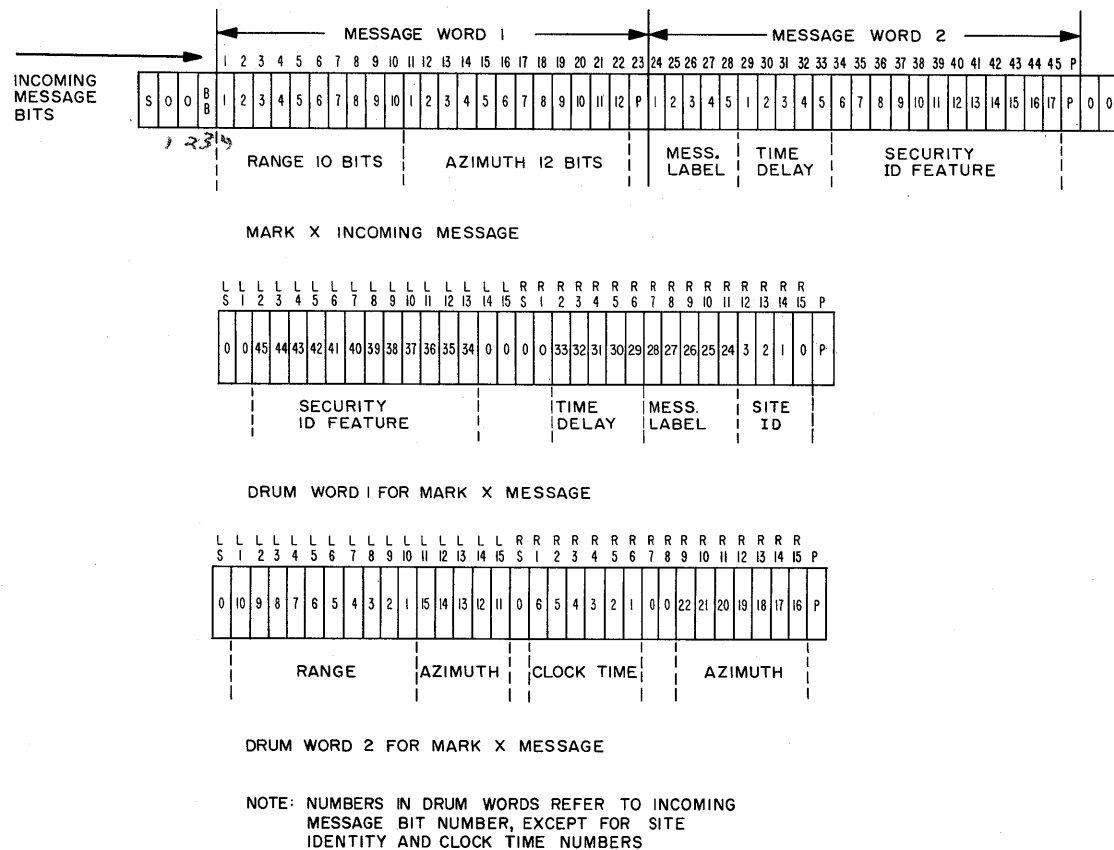 MESSAGE WORD 1 MESSAGE WORD 2
1 2 3 4 5 6 7 8 9 10 11 12 13 14 15 16 17 18 19 20 21 22 23 24 25 26 27 28 29 30 31 32 33 34 35 36 37 38 39 40 41 42 43 44 45 P
INCOMING
MESSAGE
BITS
S 0 0 B B 1 2 3 4 5 6 7 8 9 10 1 2 3 4 5 6 7 8 9 10 11 12 P 1 2 3 4 5 1 2 3 4 5 6 7 8 9 10 11 12 13 14 15 16 17 P 0 0
1 2 3 4
RANGE 10 BITS AZIMUTH 12 BITS MESS. TIME SECURITY
LABEL DELAY ID FEATURE
MARK X INCOMING MESSAGE
L L L L L L L L L L L L L L L L R R R R R R R R R R R R R R R R
S 1 2 3 4 5 6 7 8 9 10 11 12 13 14 15 S 1 2 3 4 5 6 7 8 9 10 11 12 13 14 15 P
0 0 45 44 43 42 41 40 39 38 37 36 35 34 0 0 0 0 33 32 31 30 29 28 27 26 25 24 3 2 1 0 P
SECURITY TIME MESS. SITE
ID FEATURE DELAY LABEL ID
DRUM WORD 1 FOR MARK X MESSAGE
L L L L L L L L L L L L L L L L R R R R R R R R R R R R R R R R
S 1 2 3 4 5 6 7 8 9 10 11 12 13 14 15 S 1 2 3 4 5 6 7 8 9 10 11 12 13 14 15 P
0 10 9 8 7 6 5 4 3 2 1 15 14 13 12 11 0 6 5 4 3 2 1 0 0 22 21 20 19 18 17 16 P
RANGE AZIMUTH CLOCK TIME AZIMUTH
DRUM WORD 2 FOR MARK X MESSAGE
NOTE: NUMBERS IN DRUM WORDS REFER TO INCOMING
MESSAGE BIT NUMBER, EXCEPT FOR SITE
IDENTITY AND CLOCK TIME NUMBERS